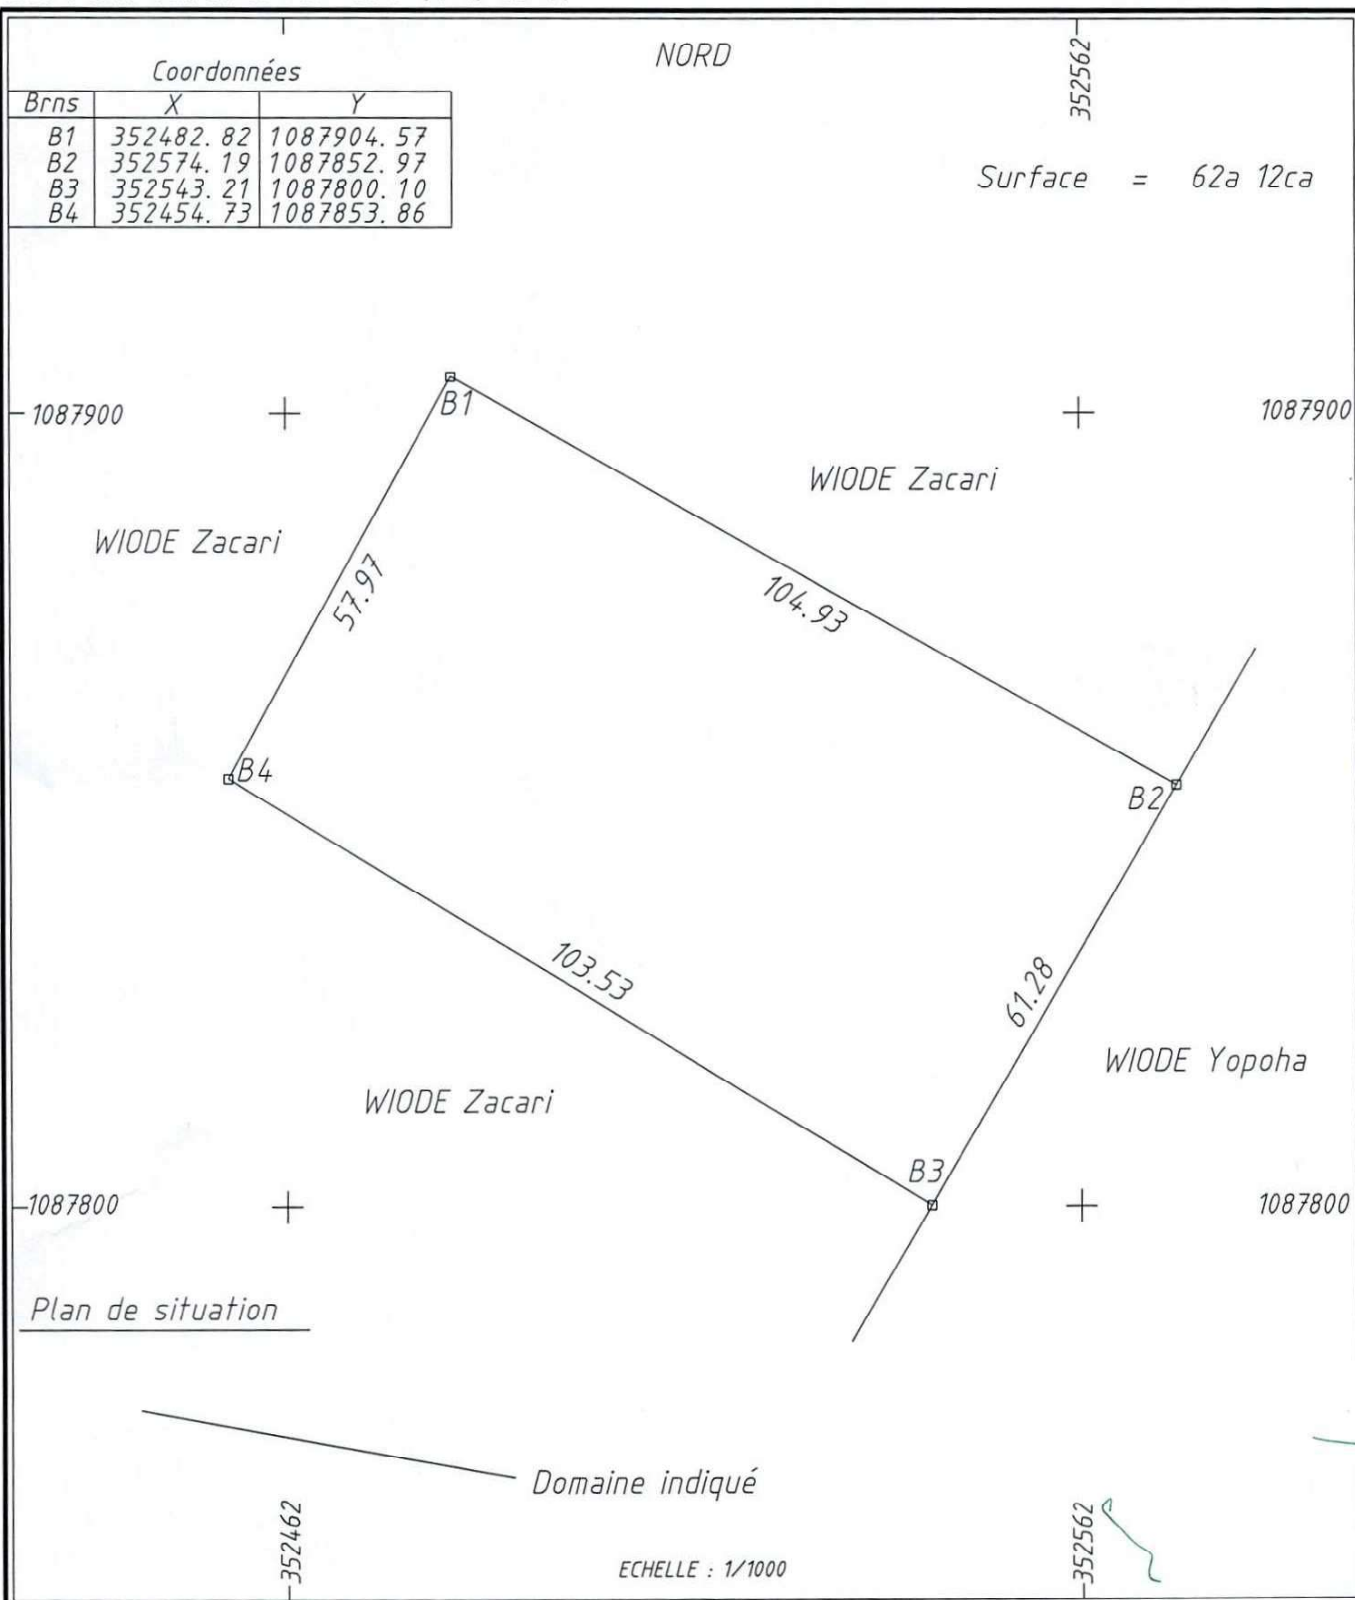 NORD
352562
Coordonnées
Brns X Y
B1 352482.82 1087904.57
B2 352574.19 1087852.97
B3 352543.21 1087800.10
B4 352454.73 1087853.86
Surface = 62a 12ca
B1
1087900
1087900
WIODE Zacari
WIODE Zacari
57.97
104.93
B4
B2
103.53
61.28
WIODE Yopoha
WIODE Zacari
B3
1087800
1087800
Plan de situation
Domaine indiqué
352462
352562
ECHELLE : 1/1000